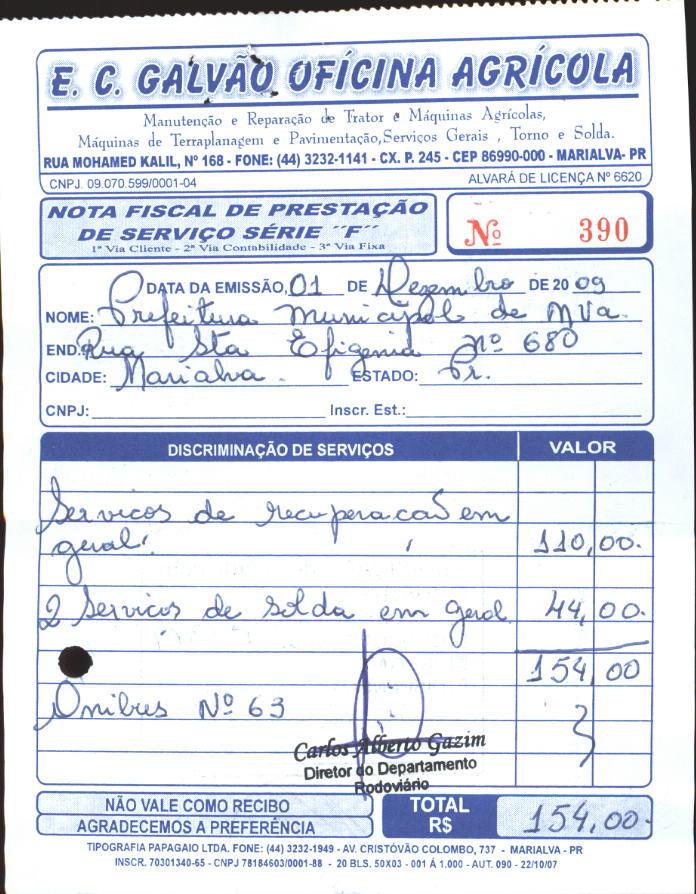 E. C. GALVÃO OFÍCINA AGRÍCOLA
Manutenção e Reparação de Trator e Máquinas Agrícolas,
Máquinas de Terraplanagem e Pavimentação,Serviços Gerais , Torno e Solda.
RUA MOHAMED KALIL, Nº 168 - FONE: (44) 3232-1141 - CX. P. 245 - CEP 86990-000 - MARIALVA- PR
CNPJ. 09.070 599/0001-04 ALVARÁ DE LICENÇA Nº 6620
NOTA FISCAL DE PRESTAÇÃO
DE SERVIÇO SÉRIE ´´F´´
1ª Via Cliente - 2ª Via Contabilidade - 3ª Via Fixa
Nº 390
DATA DA EMISSÃO, 01 DE Dezembro DE 20 09
NOME: Prefeitura municipal de MVa.
END. Rua Sta Efigenia nº 680
CIDADE: Marialva. ESTADO: Pr.
CNPJ: Inscr. Est.:
DISCRIMINAÇÃO DE SERVIÇOS VALOR
Servicos de recuperacaõ em
geral. 110,00.
2 Servicos de solda em geral 44,00.
154,00
Onibus Nº 63
Carlos Alberto Gazim
Diretor do Departamento
Rodoviário
NÃO VALE COMO RECIBO
AGRADECEMOS A PREFERÊNCIA
TOTAL
R$ 154,00.
TIPOGRAFIA PAPAGAIO LTDA. FONE: (44) 3232-1949 - AV. CRISTÓVÃO COLOMBO, 737 - MARIALVA - PR
INSCR. 70301340-65 - CNPJ 78184603/0001-88 - 20 BLS. 50X03 - 001 Á 1.000 - AUT. 090 - 22/10/07